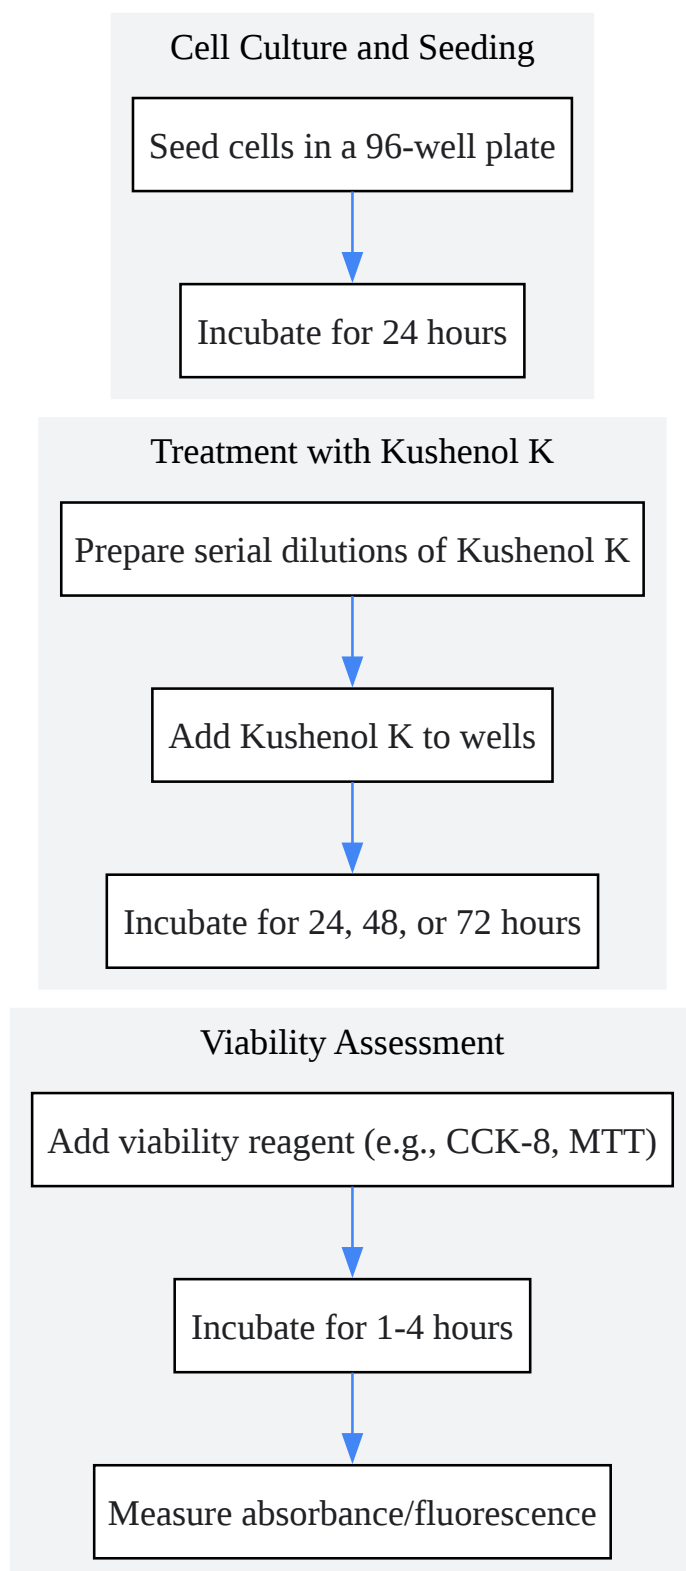 Cell Culture and Seeding
Seed cells in a 96-well plate
Incubate for 24 hours
Treatment with Kushenol K
Prepare serial dilutions of Kushenol K
Add Kushenol K to wells
Incubate for 24, 48, or 72 hours
Viability Assessment
Add viability reagent (e.g., CCK-8, MTT)
Incubate for 1-4 hours
Measure absorbance/fluorescence